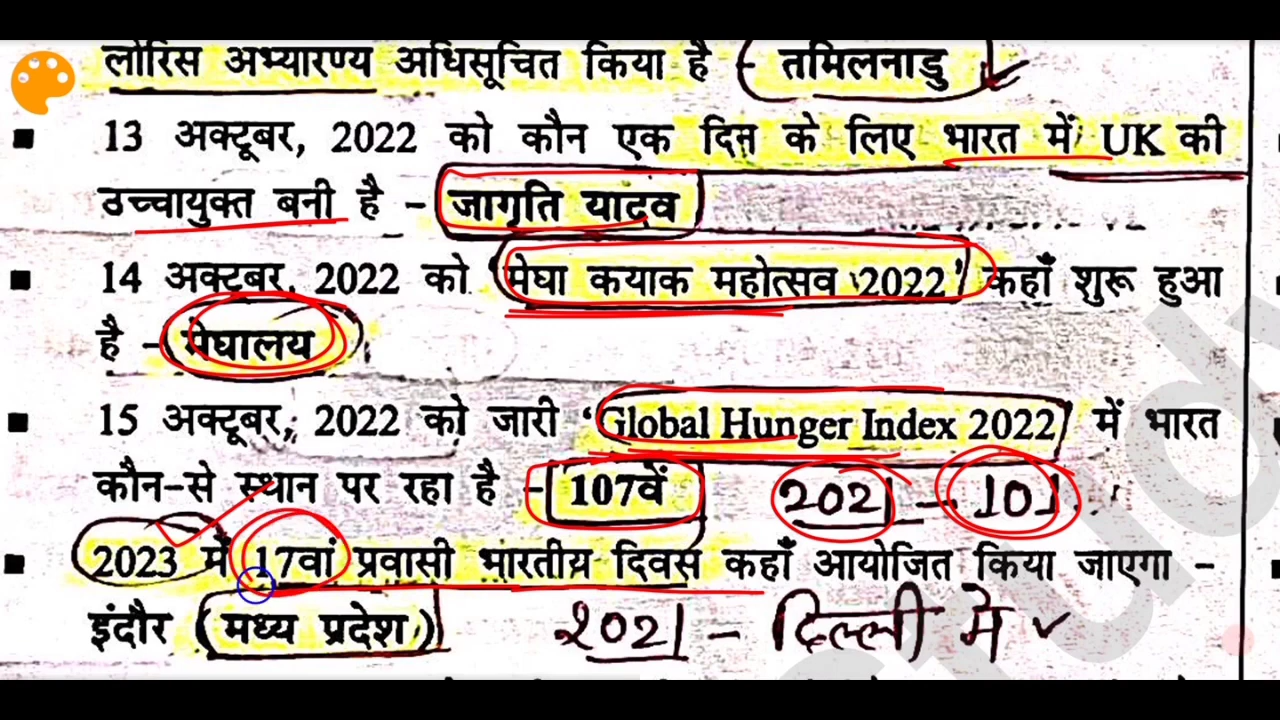 लोरिस अभ्यारण्य अधिसूचित किया है - तमिलनाडु
▪ 13 अक्टूबर, 2022 को कौन एक दिन के लिए भारत में UK की
उच्चायुक्त बनी है - जागृति यादव
▪ 14 अक्टूबर, 2022 को 'मेघा कयाक महोत्सव 2022' कहाँ शुरू हुआ
है - मेघालय
▪ 15 अक्टूबर, 2022 को जारी 'Global Hunger Index 2022' में भारत
कौन-से स्थान पर रहा है - 107वें 2021 - 101
▪ 2023 में 17वां प्रवासी भारतीय दिवस कहाँ आयोजित किया जाएगा -
इंदौर (मध्य प्रदेश) 2021 - दिल्ली मे